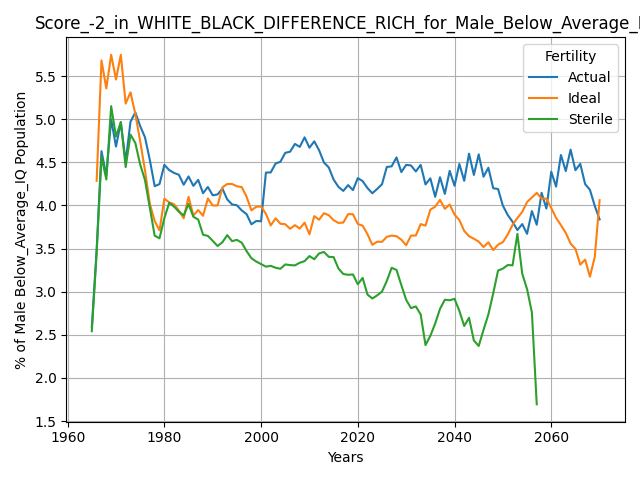 Score_-2_in_WHITE_BLACK_DIFFERENCE_RICH_for_Male_Below_Average_
% of Male Below_Average_IQ Population
5.5
5.0
4.5
4.0
3.5
3.0
2.5
2.0
1.5
Fertility
Actual
Ideal
Sterile
1960
1980
2000
2020
2040
2060
Years